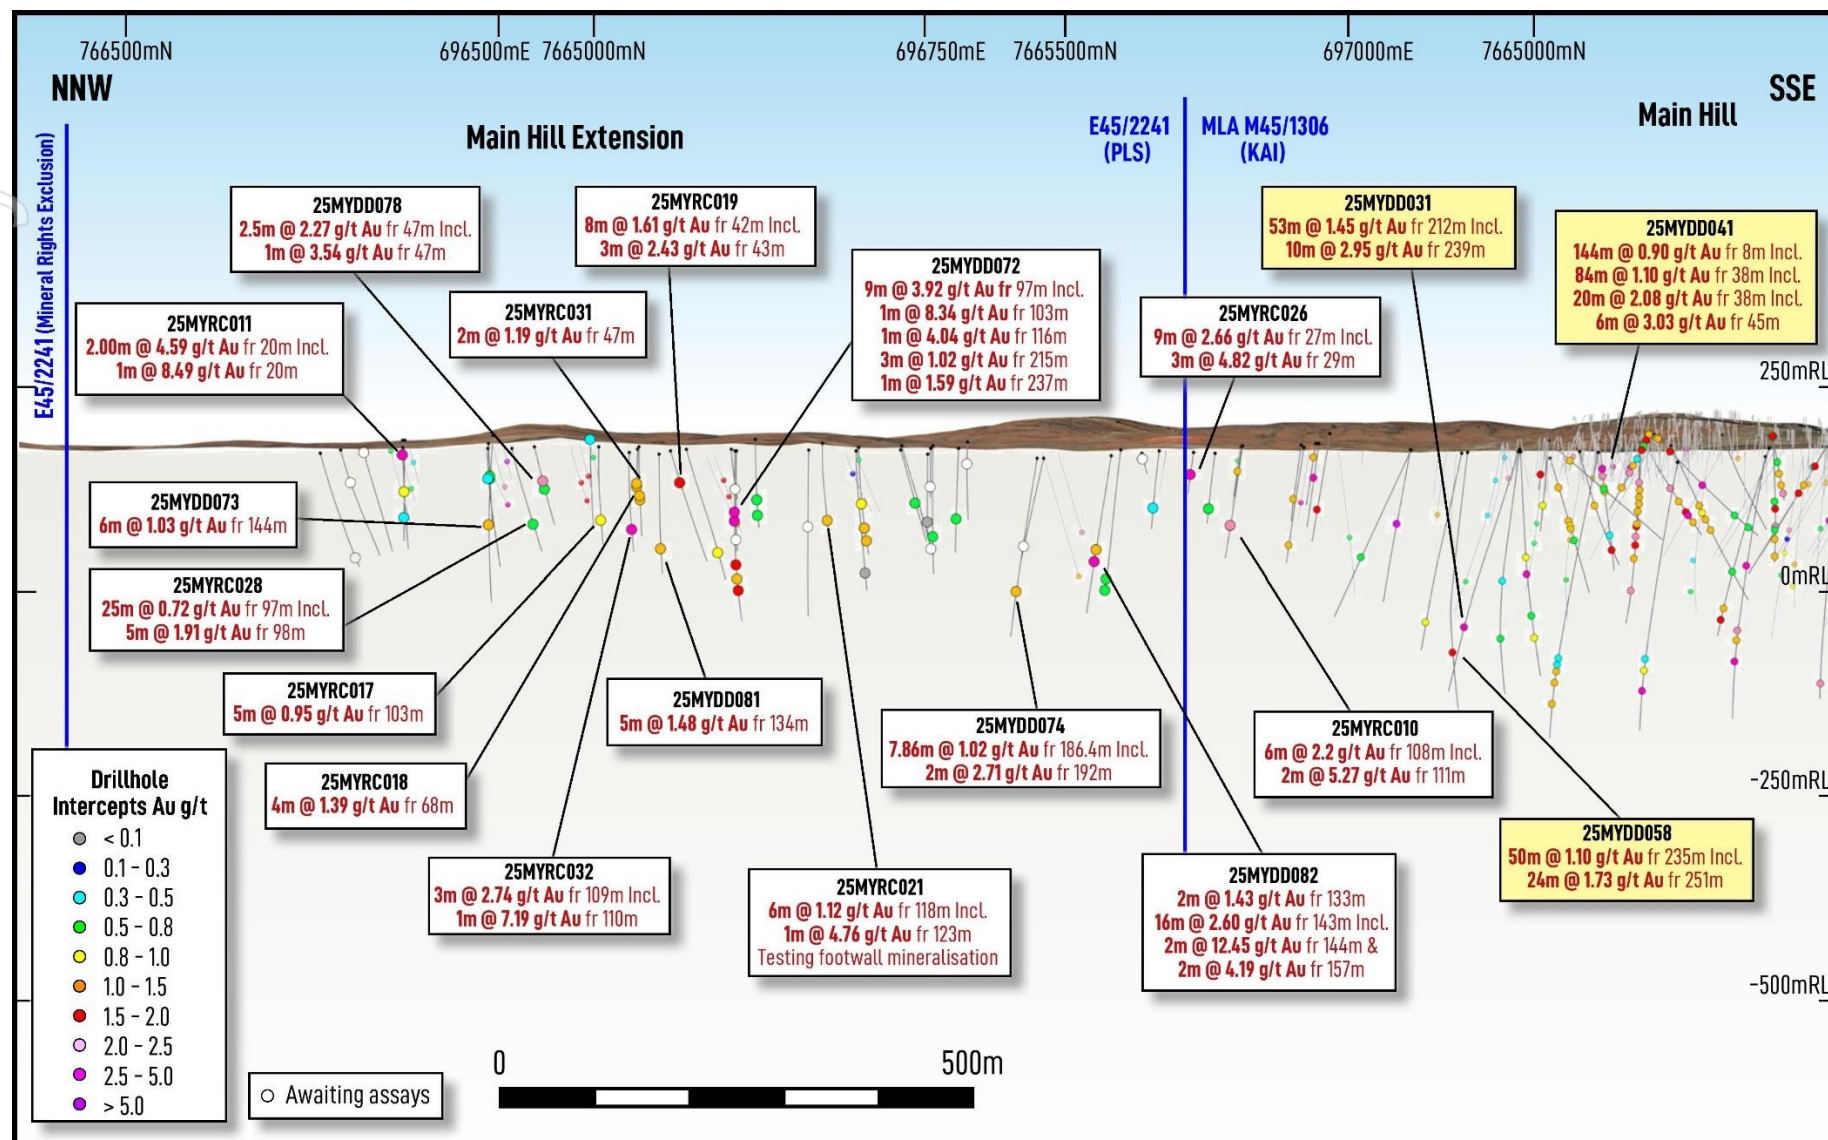 766500mN
696500mE
7665000mN
696750mE
7665500mN
697000mE
7665000mN
NNW
SSE
Main Hill Extension
Main Hill
E45/2241
(PLS)
MLA M45/1306
(KAI)
E45/2241 (Mineral Rights Exclusion)
25MYDD078
2.5m @ 2.27 g/t Au fr 47m Incl.
1m @ 3.54 g/t Au fr 47m
25MYRC019
8m @ 1.61 g/t Au fr 42m Incl.
3m @ 2.43 g/t Au fr 43m
25MYDD031
53m @ 1.45 g/t Au fr 212m Incl.
10m @ 2.95 g/t Au fr 239m
25MYDD041
144m @ 0.90 g/t Au fr 8m Incl.
84m @ 1.10 g/t Au fr 38m Incl.
20m @ 2.08 g/t Au fr 38m Incl.
6m @ 3.03 g/t Au fr 45m
25MYDD072
9m @ 3.92 g/t Au fr 97m Incl.
1m @ 8.34 g/t Au fr 103m
1m @ 4.04 g/t Au fr 116m
3m @ 1.02 g/t Au fr 215m
1m @ 1.59 g/t Au fr 237m
25MYRC031
2m @ 1.19 g/t Au fr 47m
25MYRC011
2.00m @ 4.59 g/t Au fr 20m Incl.
1m @ 8.49 g/t Au fr 20m
25MYRC026
9m @ 2.66 g/t Au fr 27m Incl.
3m @ 4.82 g/t Au fr 29m
250mRL
25MYDD073
6m @ 1.03 g/t Au fr 144m
0mRL
25MYRC028
25m @ 0.72 g/t Au fr 97m Incl.
5m @ 1.91 g/t Au fr 98m
25MYRC017
5m @ 0.95 g/t Au fr 103m
25MYDD081
5m @ 1.48 g/t Au fr 134m
25MYDD074
7.86m @ 1.02 g/t Au fr 186.4m Incl.
2m @ 2.71 g/t Au fr 192m
25MYRC010
6m @ 2.2 g/t Au fr 108m Incl.
2m @ 5.27 g/t Au fr 111m
25MYRC018
4m @ 1.39 g/t Au fr 68m
-250mRL
25MYDD058
50m @ 1.10 g/t Au fr 235m Incl.
24m @ 1.73 g/t Au fr 251m
25MYRC032
3m @ 2.74 g/t Au fr 109m Incl.
1m @ 7.19 g/t Au fr 110m
25MYRC021
6m @ 1.12 g/t Au fr 118m Incl.
1m @ 4.76 g/t Au fr 123m
Testing footwall mineralisation
25MYDD082
2m @ 1.43 g/t Au fr 133m
16m @ 2.60 g/t Au fr 143m Incl.
2m @ 12.45 g/t Au fr 144m &
2m @ 4.19 g/t Au fr 157m
-500mRL
Drillhole
Intercepts Au g/t
< 0.1
0.1 - 0.3
0.3 - 0.5
0.5 - 0.8
0.8 - 1.0
1.0 - 1.5
1.5 - 2.0
2.0 - 2.5
2.5 - 5.0
> 5.0
Awaiting assays
0
500m